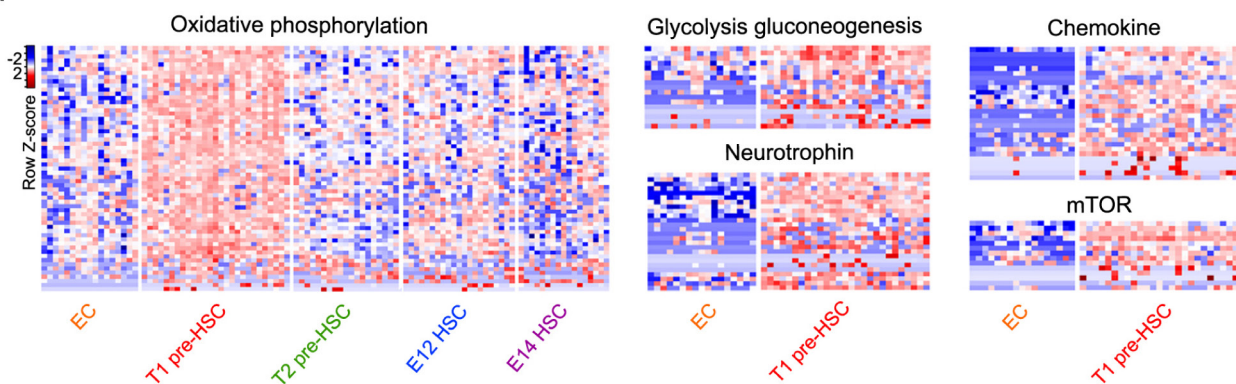 Oxidative phosphorylation
-2
2
Row Z-score
EC
T1 pre-HSC
T2 pre-HSC
E12 HSC
E14 HSC
Glycolysis gluconeogenesis
Neurotrophin
EC
T1 pre-HSC
Chemokine
mTOR
EC
T1 pre-HSC